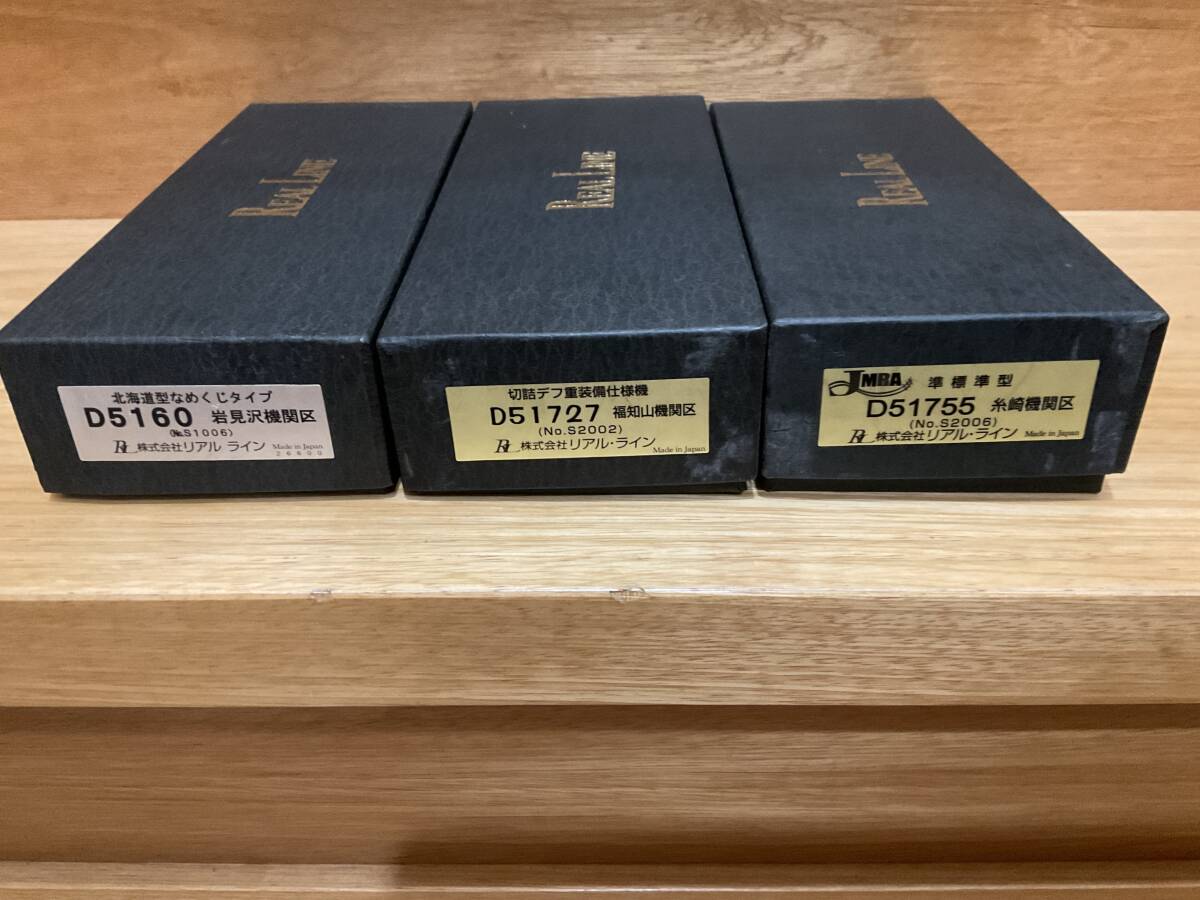 REAL LINE
REAL LINE
REAL LINE
北海道型なめくじタイプ
D5160 岩見沢機関区
(No.S1006)
RL 株式会社リアル ライン Made in Japan
26600
切詰デフ重装備仕様機
D51727 福知山機関区
(No.S2002)
RL 株式会社リアル・ライン Made in Japan
JMRA 準標準型
D51755 糸崎機関区
(No.S2006)
RL 株式会社リアル・ライン Made in Japan